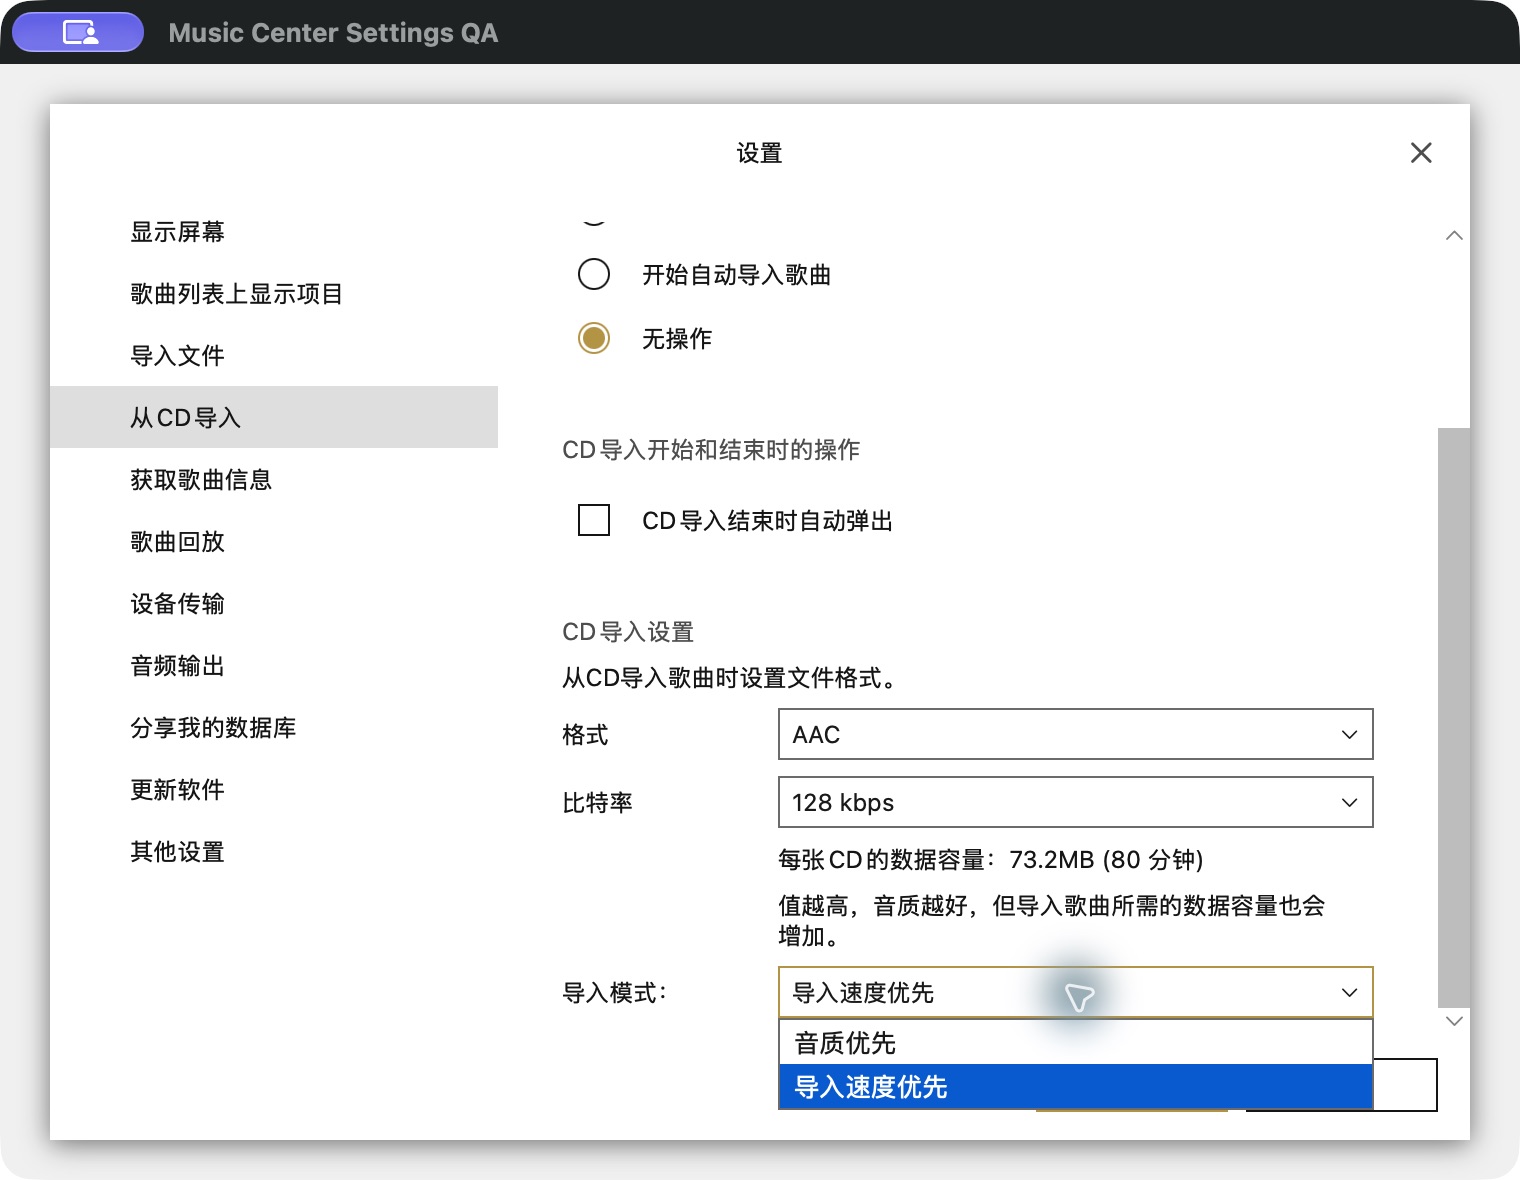 Music Center Settings QA
设置
显示屏幕
歌曲列表上显示项目
导入文件
从CD导入
获取歌曲信息
歌曲回放
设备传输
音频输出
分享我的数据库
更新软件
其他设置
开始自动导入歌曲
无操作
CD导入开始和结束时的操作
CD导入结束时自动弹出
CD导入设置
从CD导入歌曲时设置文件格式。
格式
AAC
比特率
128 kbps
每张CD的数据容量：73.2MB (80 分钟)
值越高，音质越好，但导入歌曲所需的数据容量也会
增加。
导入模式：
导入速度优先
音质优先
导入速度优先